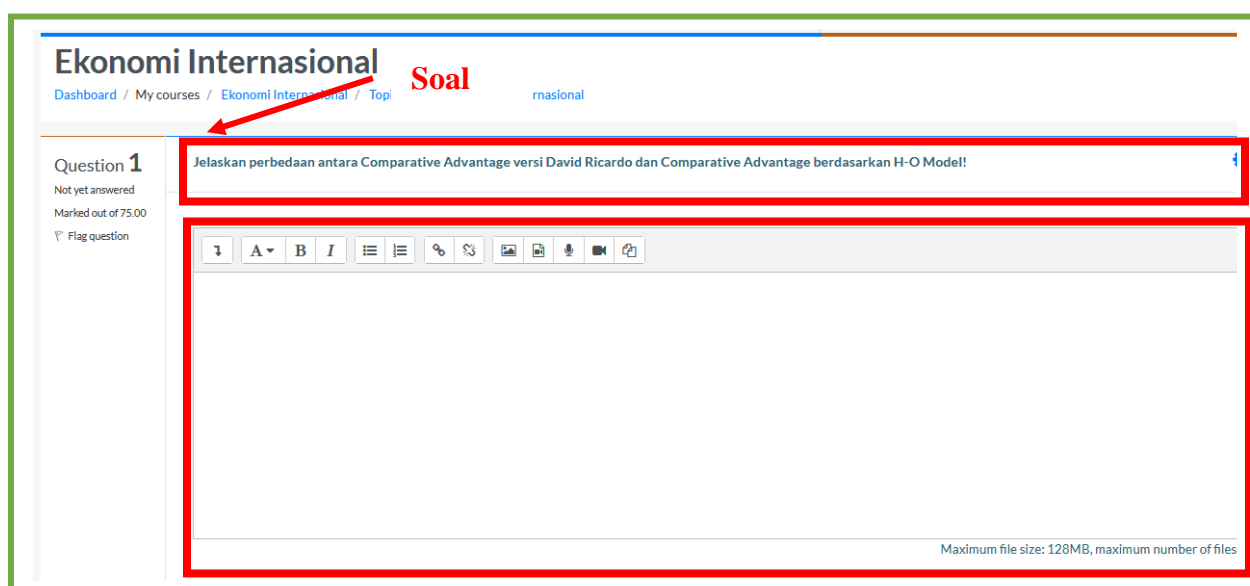 Ekonomi Internasional
Soal
Dashboard / My courses / Ekonomi Internasional / rnasional
Question 1
Not yet answered
Marked out of 75.00
Flag question
Jelaskan perbedaan antara Comparative Advantage versi David Ricardo dan Comparative Advantage berdasarkan H-O Model!
A B I
Maximum file size: 128MB, maximum number of files